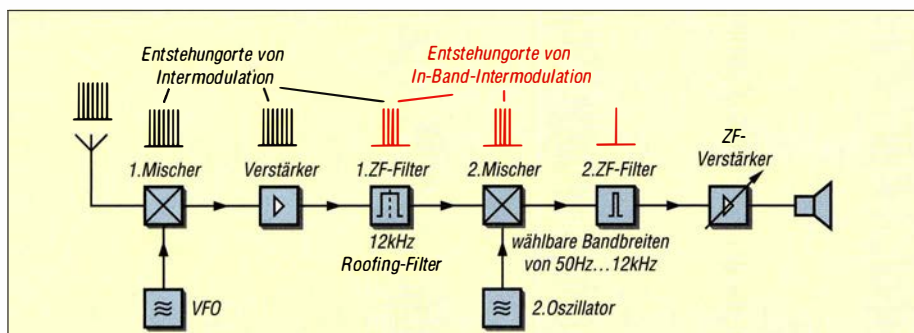 Entstehungorte von
Intermodulation
Entstehungorte von
In-Band-Intermodulation
1.Mischer
Verstärker
1.ZF-Filter
2.Mischer
2.ZF-Filter
ZF-
Verstärker
12kHz
Roofing-Filter
wählbare Bandbreiten
von 50Hz...12kHz
VFO
2.Oszillator